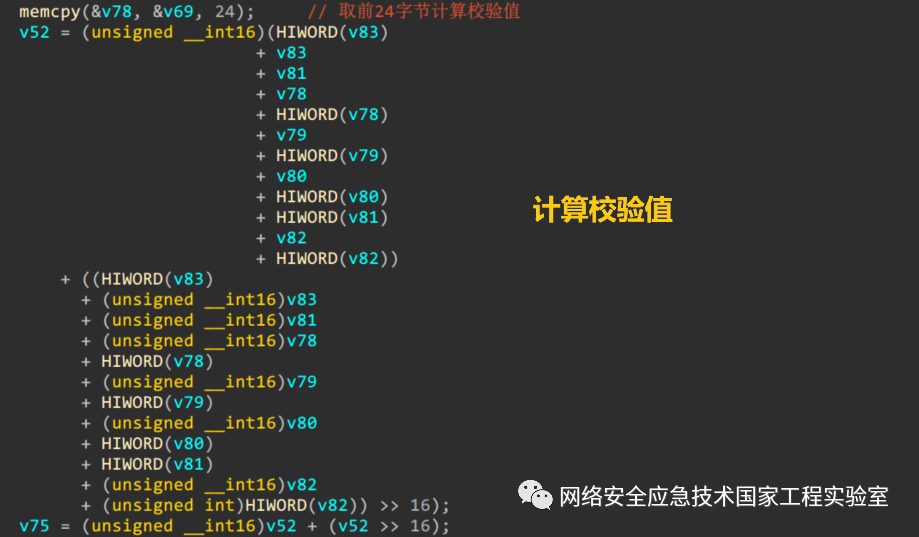 memcpy(&v78, &v69, 24);     // 取前24字节计算校验值
v52 = (unsigned __int16)(HIWORD(v83)
+ v83
+ v81
+ v78
+ HIWORD(v78)
+ v79
+ HIWORD(v79)
+ v80
+ HIWORD(v80)
+ HIWORD(v81)
+ v82
+ HIWORD(v82))
+ ((HIWORD(v83)
+ (unsigned __int16)v83
+ (unsigned __int16)v81
+ (unsigned __int16)v78
+ HIWORD(v78)
+ (unsigned __int16)v79
+ HIWORD(v79)
+ (unsigned __int16)v80
+ HIWORD(v80)
+ HIWORD(v81)
+ (unsigned __int16)v82
+ (unsigned int)HIWORD(v82)) >> 16);
v75 = (unsigned __int16)v52 + (v52 >> 16);
计算校验值
网络安全应急技术国家工程实验室